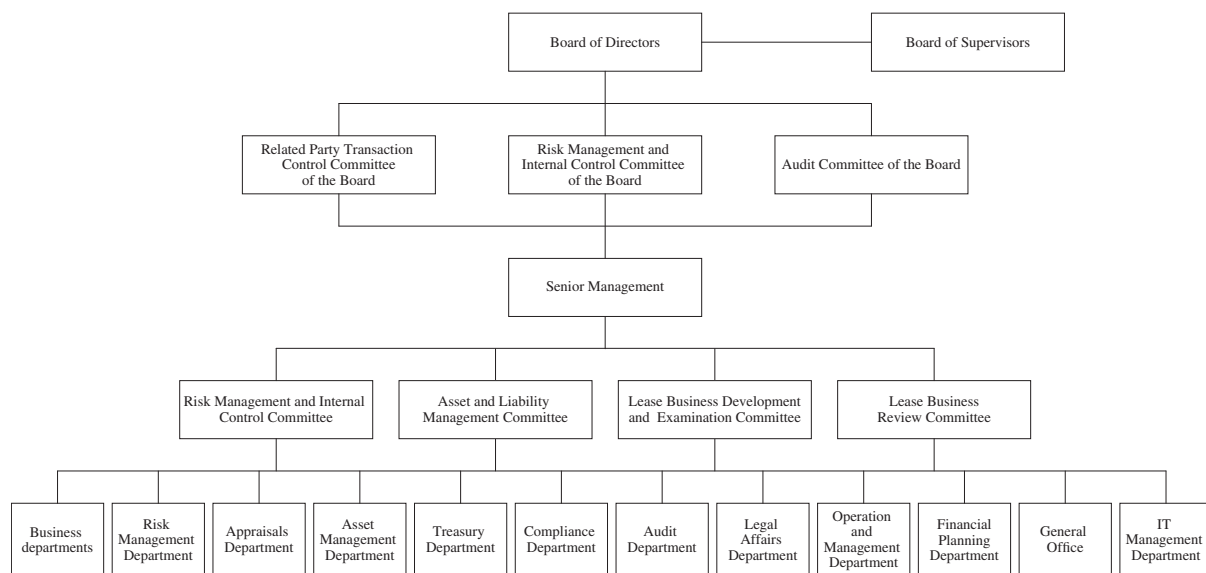 Board of Directors
Board of Supervisors
Related Party Transaction
Control Committee
of the Board
Risk Management and
Internal Control Committee
of the Board
Audit Committee of the Board
Senior Management
Risk Management and Internal
Control Committee
Asset and Liability
Management Committee
Lease Business Development
and Examination Committee
Lease Business
Review Committee
Business
departments
Risk
Management
Department
Appraisals
Department
Asset
Management
Department
Treasury
Department
Compliance
Department
Audit
Department
Legal
Affairs
Department
Operation
and
Management
Department
Financial
Planning
Department
General
Office
IT
Management
Department